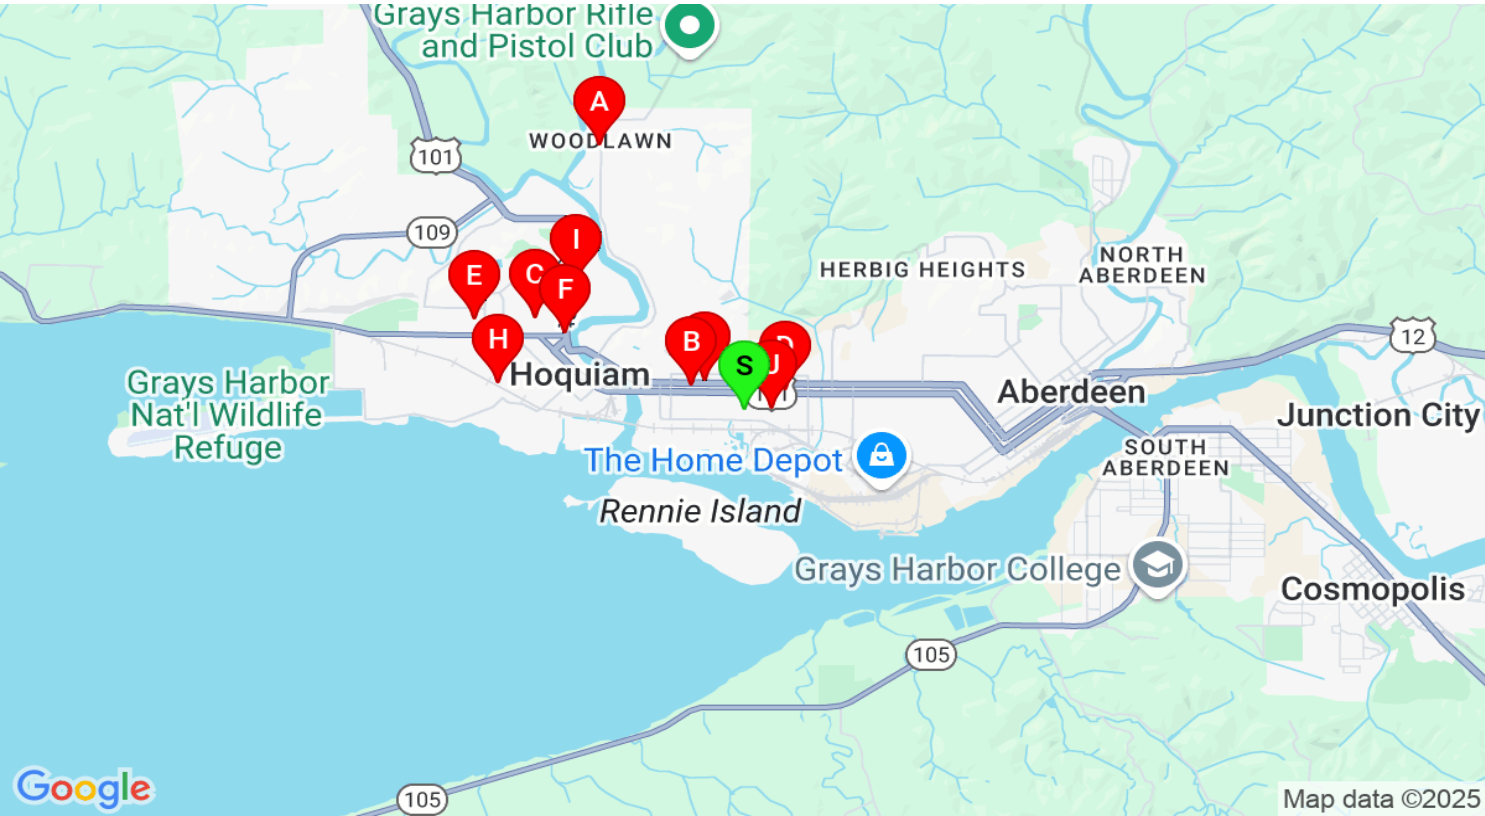 Grays Harbor Rifle
and Pistol Club
A
WOODLAWN
101
109
I
E
C
F
NORTH
ABERDEEN
HERBIG HEIGHTS
H
B
D
S
J
12
Hoquiam
Aberdeen
Grays Harbor
Nat'l Wildlife
Refuge
Junction City
The Home Depot
SOUTH
ABERDEEN
Rennie Island
Grays Harbor College
Cosmopolis
105
105
Google
Map data ©2025